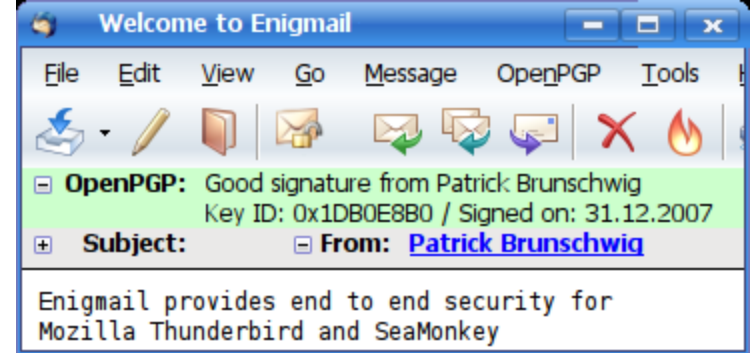 Welcome to Enigmail
File Edit View Go Message OpenPGP Tools
OpenPGP: Good signature from Patrick Brunschwig
Key ID: 0x1DB0E8B0 / Signed on: 31.12.2007
Subject: From: Patrick Brunschwig
Enigmail provides end to end security for
Mozilla Thunderbird and SeaMonkey